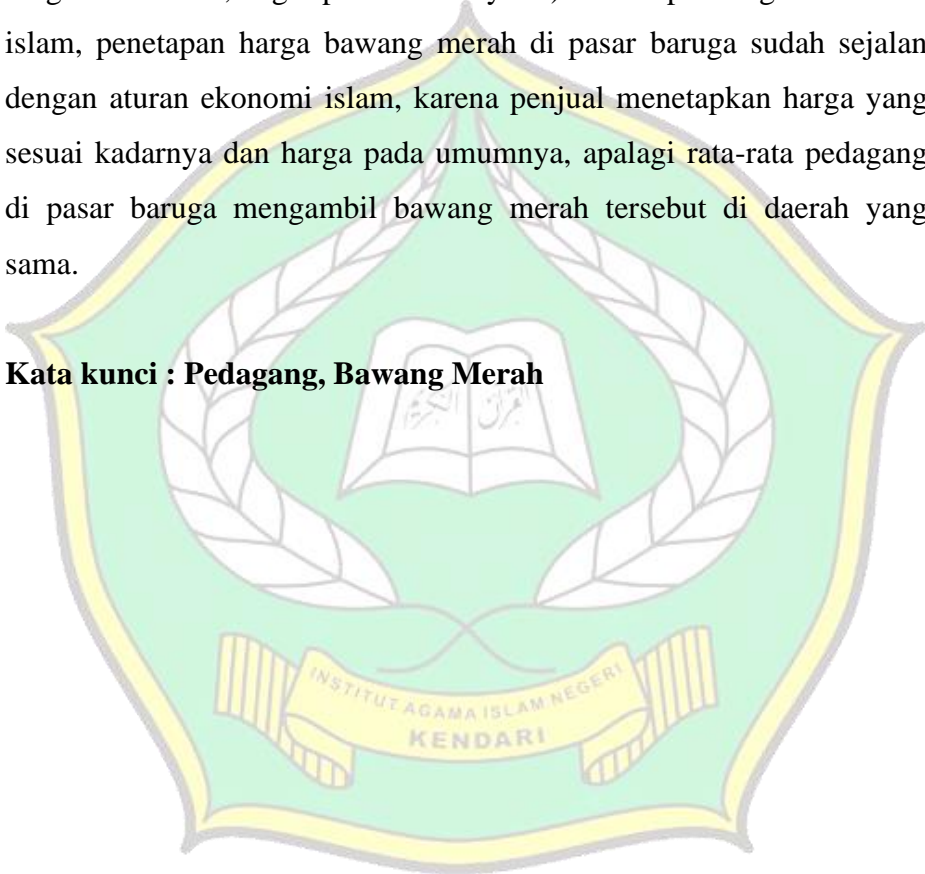 islam, penetapan harga bawang merah di pasar baruga sudah sejalan
dengan aturan ekonomi islam, karena penjual menetapkan harga yang
sesuai kadarnya dan harga pada umumnya, apalagi rata-rata pedagang
di pasar baruga mengambil bawang merah tersebut di daerah yang
sama.
Kata kunci : Pedagang, Bawang Merah
INSTITUT AGAMA ISLAM NEGERI
KENDARI